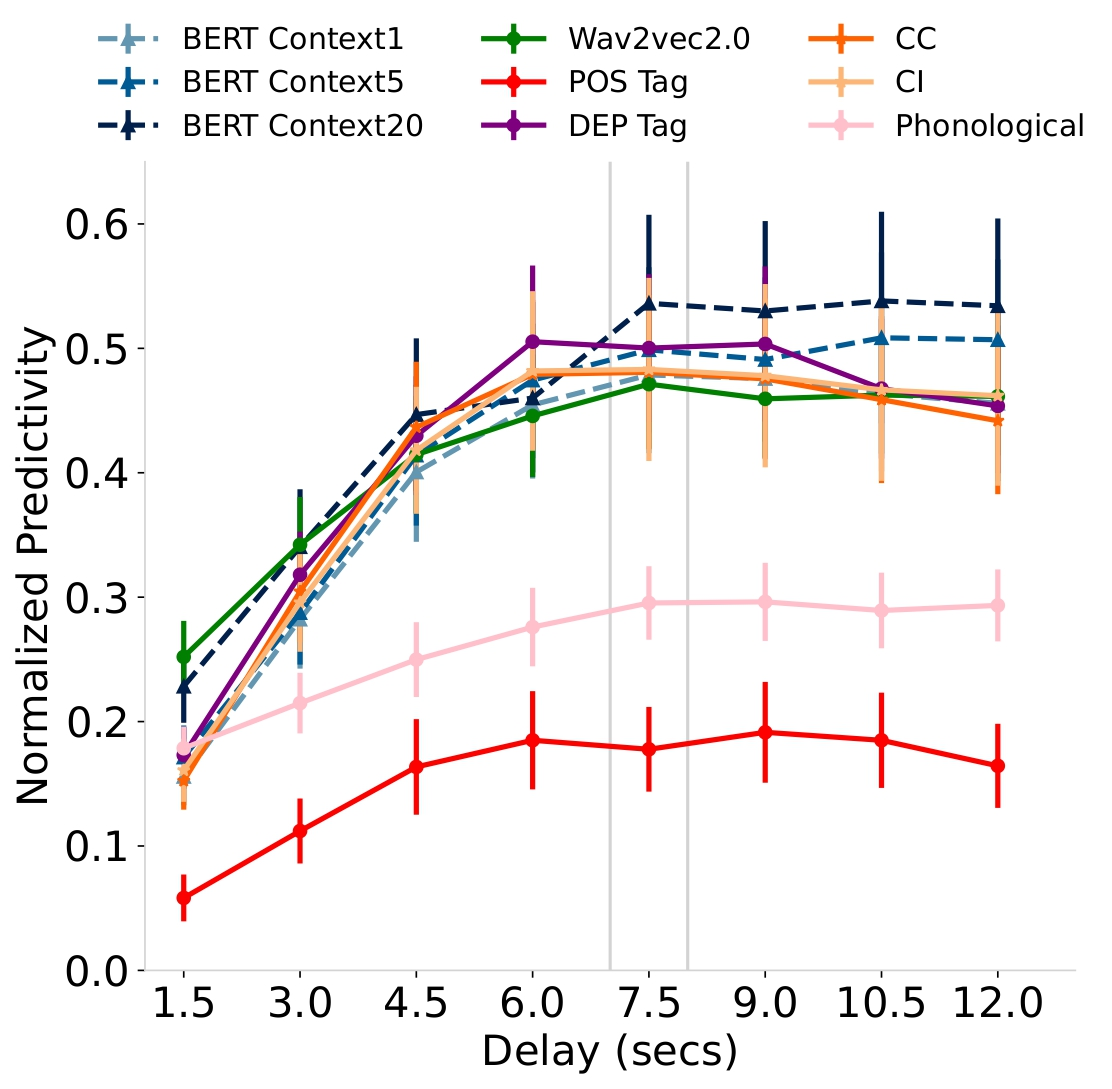 BERT Context1 Wav2vec2.0 CC
BERT Context5 POS Tag CI
BERT Context20 DEP Tag Phonological
Normalized Predictivity
0.6
0.5
0.4
0.3
0.2
0.1
0.0
1.5 3.0 4.5 6.0 7.5 9.0 10.5 12.0
Delay (secs)